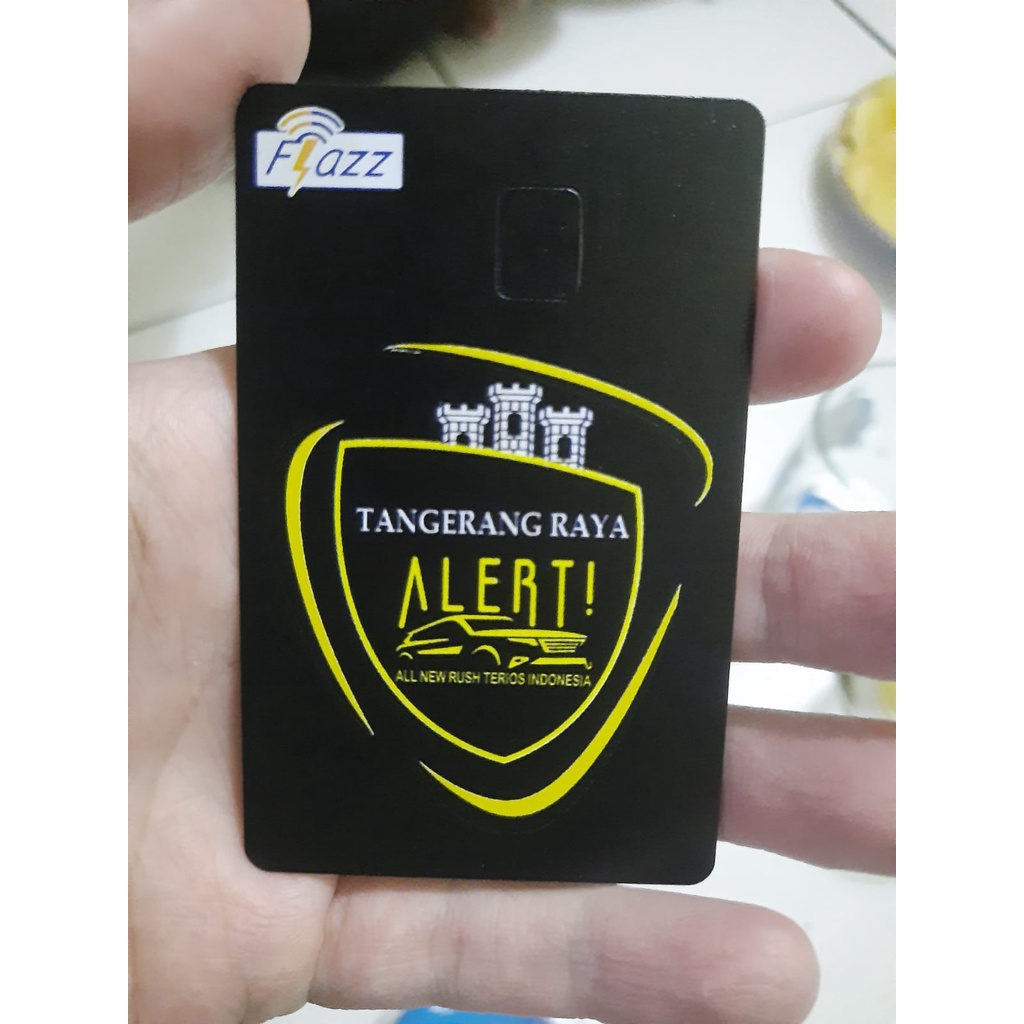 Flazz
TANGERANG RAYA
ALERT!
ALL NEW RUSH TERIOS INDONESIA